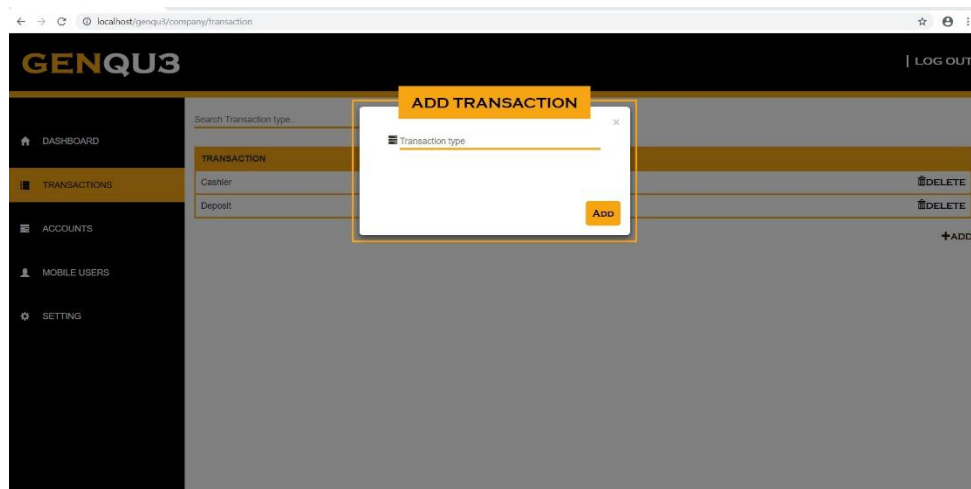 localhost/genqu3/company/transaction
GENQU3
| LOG OUT
ADD TRANSACTION
×
Transaction type
ADD
Search Transaction type..
TRANSACTION
Cashier
DELETE
Deposit
DELETE
+ADD
DASHBOARD
TRANSACTIONS
ACCOUNTS
MOBILE USERS
SETTING